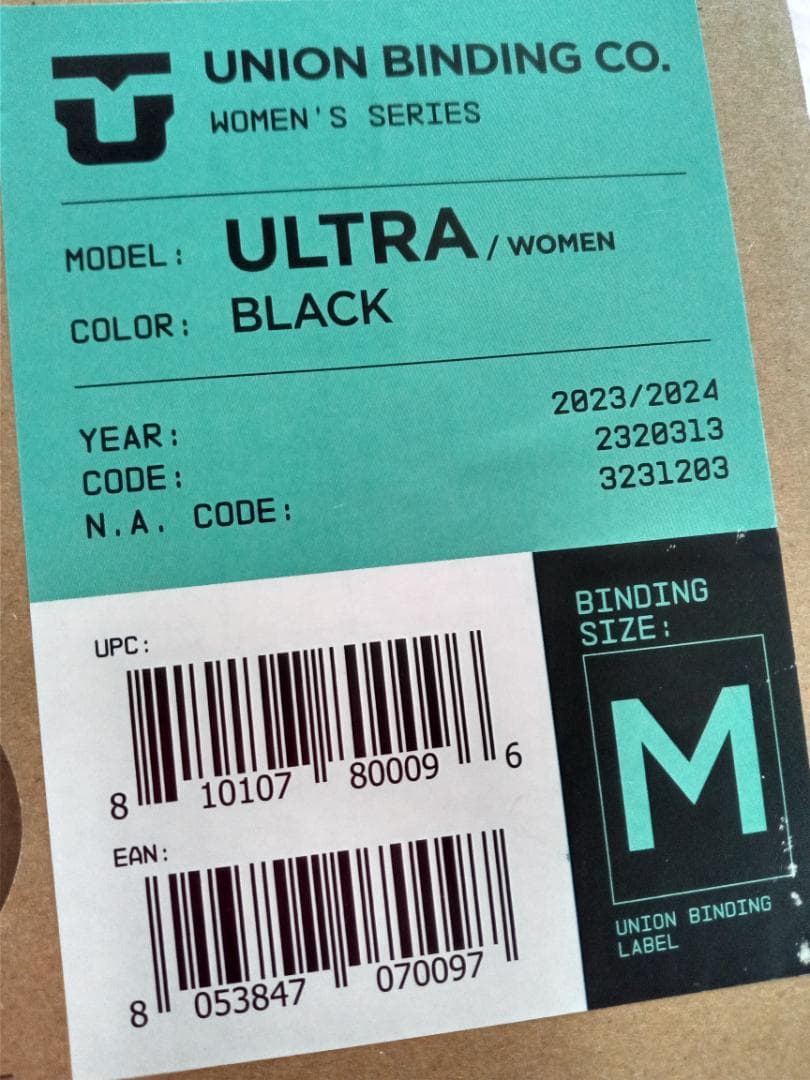 UNION BINDING CO.
WOMEN'S SERIES
MODEL: ULTRA / WOMEN
COLOR: BLACK
YEAR: 2023/2024
CODE: 2320313
N.A. CODE: 3231203
UPC:
8 10107 80009 6
EAN:
8 053847 070097
BINDING
SIZE:
M
UNION BINDING
LABEL